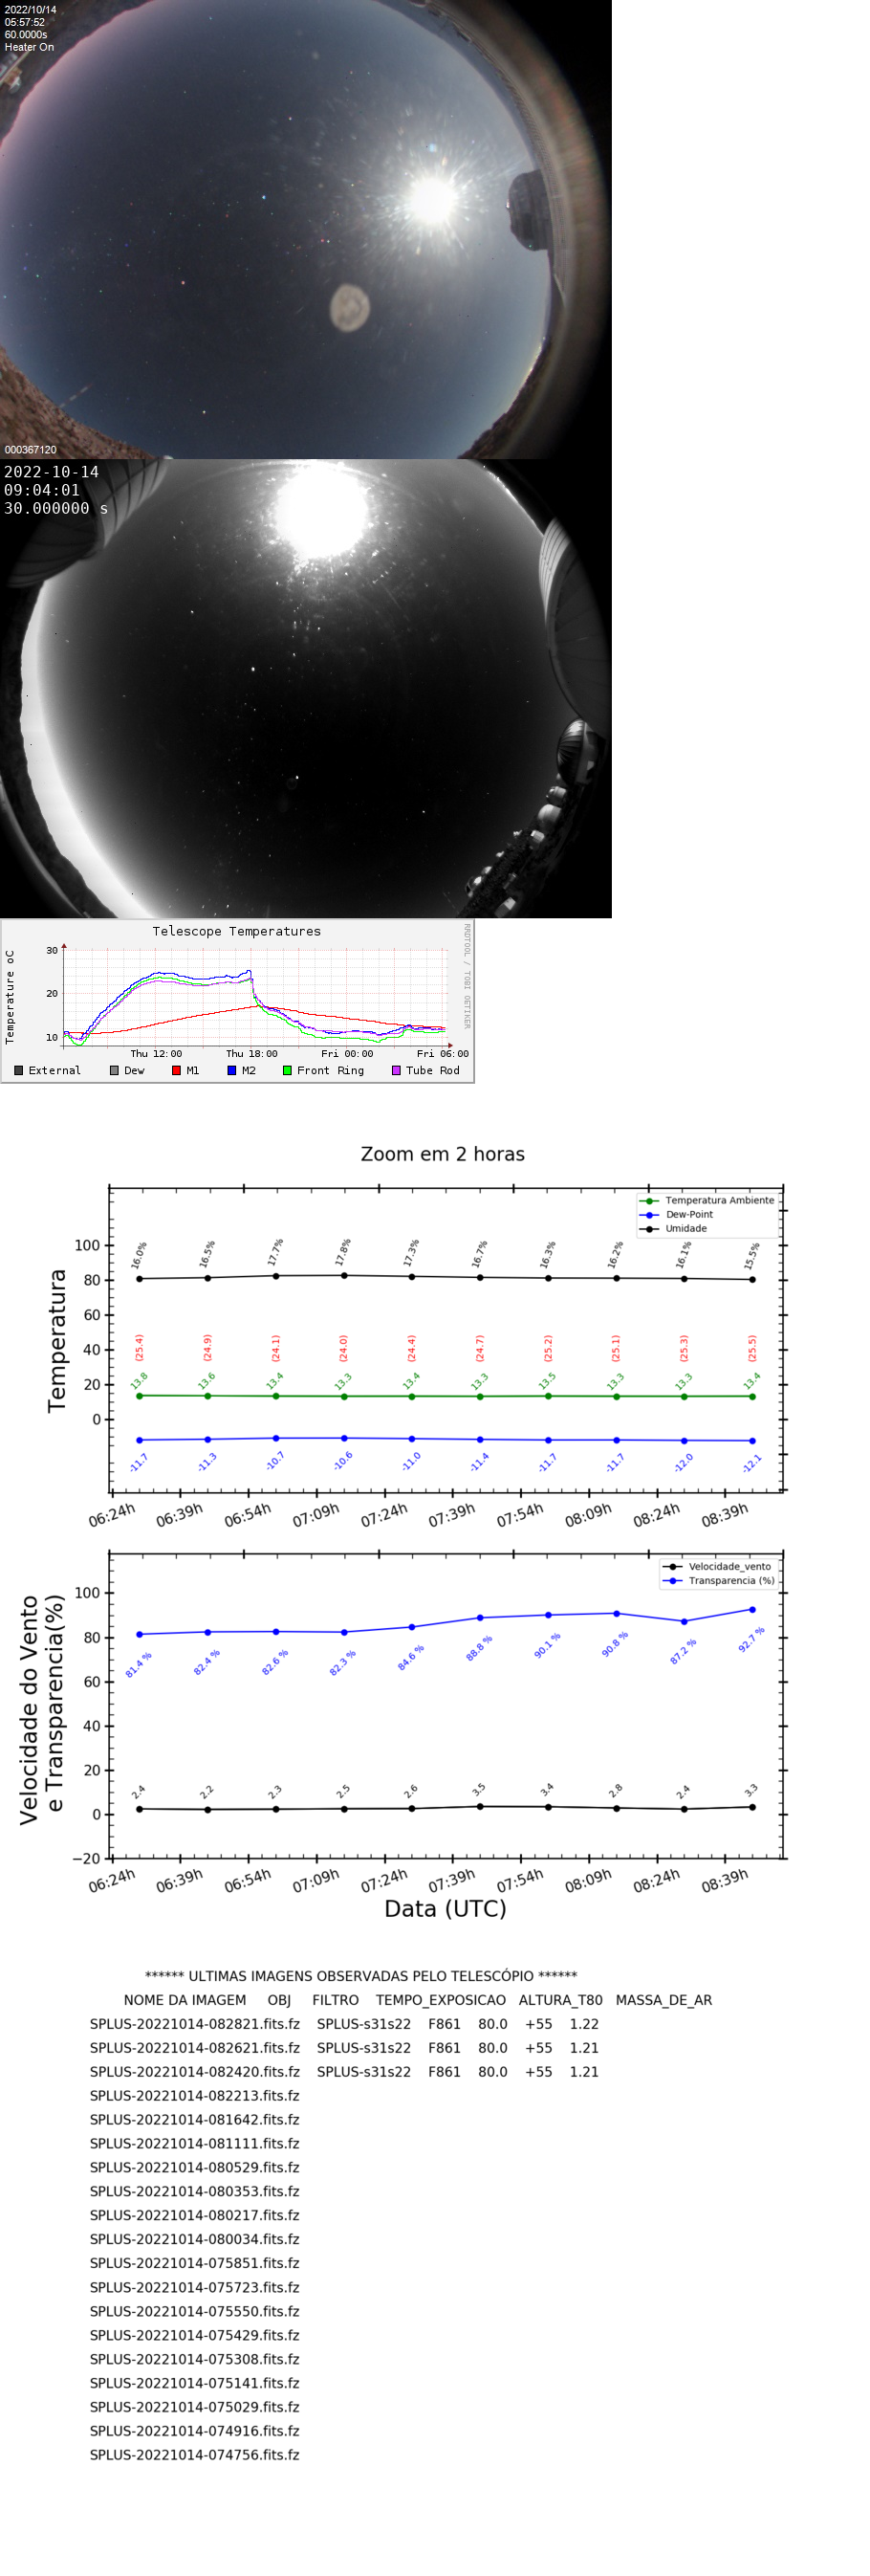 2022/10/14
05:57:52
60.0000s
Heater On
000367120
2022-10-14
09:04:01
30.000000 s
Telescope Temperatures
RRDTOOL / TOBI OETIKER
Temperature oC
30
20
10
Thu 12:00 Thu 18:00 Fri 00:00 Fri 06:00
External Dew M1 M2 Front Ring Tube Rod
Zoom em 2 horas
Temperatura Ambiente
Dew-Point
Umidade
Temperatura
100
80
60
40
20
0
16.0% 16.5% 17.7% 17.8% 17.3% 16.7% 16.3% 16.2% 16.1% 15.5%
(25.4) (24.9) (24.1) (24.0) (24.4) (24.7) (25.2) (25.1) (25.3) (25.5)
13.8 13.6 13.4 13.3 13.4 13.3 13.5 13.3 13.3 13.4
-11.7 -11.3 -10.7 -10.6 -11.0 -11.4 -11.7 -11.7 -12.0 -12.1
06:24h 06:39h 06:54h 07:09h 07:24h 07:39h 07:54h 08:09h 08:24h 08:39h
Velocidade_vento
Transparencia (%)
Velocidade do Vento
e Transparencia(%)
100
80
60
40
20
0
−20
81.4 % 82.4 % 82.6 % 82.3 % 84.6 % 88.8 % 90.1 % 90.8 % 87.2 % 92.7 %
2.4 2.2 2.3 2.5 2.6 3.5 3.4 2.8 2.4 3.3
06:24h 06:39h 06:54h 07:09h 07:24h 07:39h 07:54h 08:09h 08:24h 08:39h
Data (UTC)
****** ULTIMAS IMAGENS OBSERVADAS PELO TELESCÓPIO ******
NOME DA IMAGEM OBJ FILTRO TEMPO_EXPOSICAO ALTURA_T80 MASSA_DE_AR
SPLUS-20221014-082821.fits.fz SPLUS-s31s22 F861 80.0 +55 1.22
SPLUS-20221014-082621.fits.fz SPLUS-s31s22 F861 80.0 +55 1.21
SPLUS-20221014-082420.fits.fz SPLUS-s31s22 F861 80.0 +55 1.21
SPLUS-20221014-082213.fits.fz
SPLUS-20221014-081642.fits.fz
SPLUS-20221014-081111.fits.fz
SPLUS-20221014-080529.fits.fz
SPLUS-20221014-080353.fits.fz
SPLUS-20221014-080217.fits.fz
SPLUS-20221014-080034.fits.fz
SPLUS-20221014-075851.fits.fz
SPLUS-20221014-075723.fits.fz
SPLUS-20221014-075550.fits.fz
SPLUS-20221014-075429.fits.fz
SPLUS-20221014-075308.fits.fz
SPLUS-20221014-075141.fits.fz
SPLUS-20221014-075029.fits.fz
SPLUS-20221014-074916.fits.fz
SPLUS-20221014-074756.fits.fz